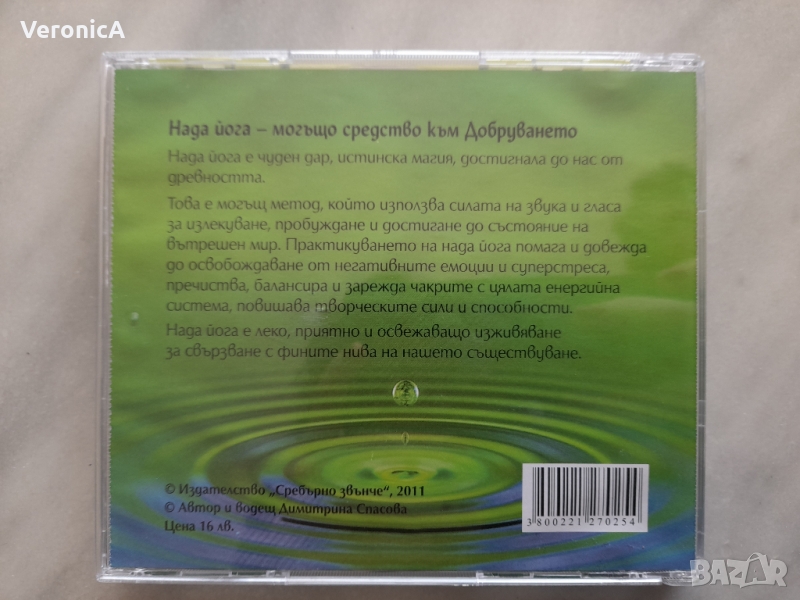 VeronicA
Нада йога – могъщо средство към Добруването
Нада йога е чуден дар, истинска магия, достигнала до нас от
древността.
Това е могъщ метод, който използва силата на звука и гласа
за излекуване, пробуждане и достигане до състояние на
вътрешен мир. Практикуването на нада йога помага и довежда
до освобождаване от негативните емоции и суперстреса,
пречиства, балансира и зарежда чакрите с цялата енергийна
система, повишава творческите сили и способности.
Нада йога е леко, приятно и освежаващо изживяване
за свързване с фините нива на нашето съществуване.
© Издателство „Сребърно звънче“, 2011
© Автор и водещ Димитрина Спасова
Цена 16 лв.
3 800221 270254
BAZAR